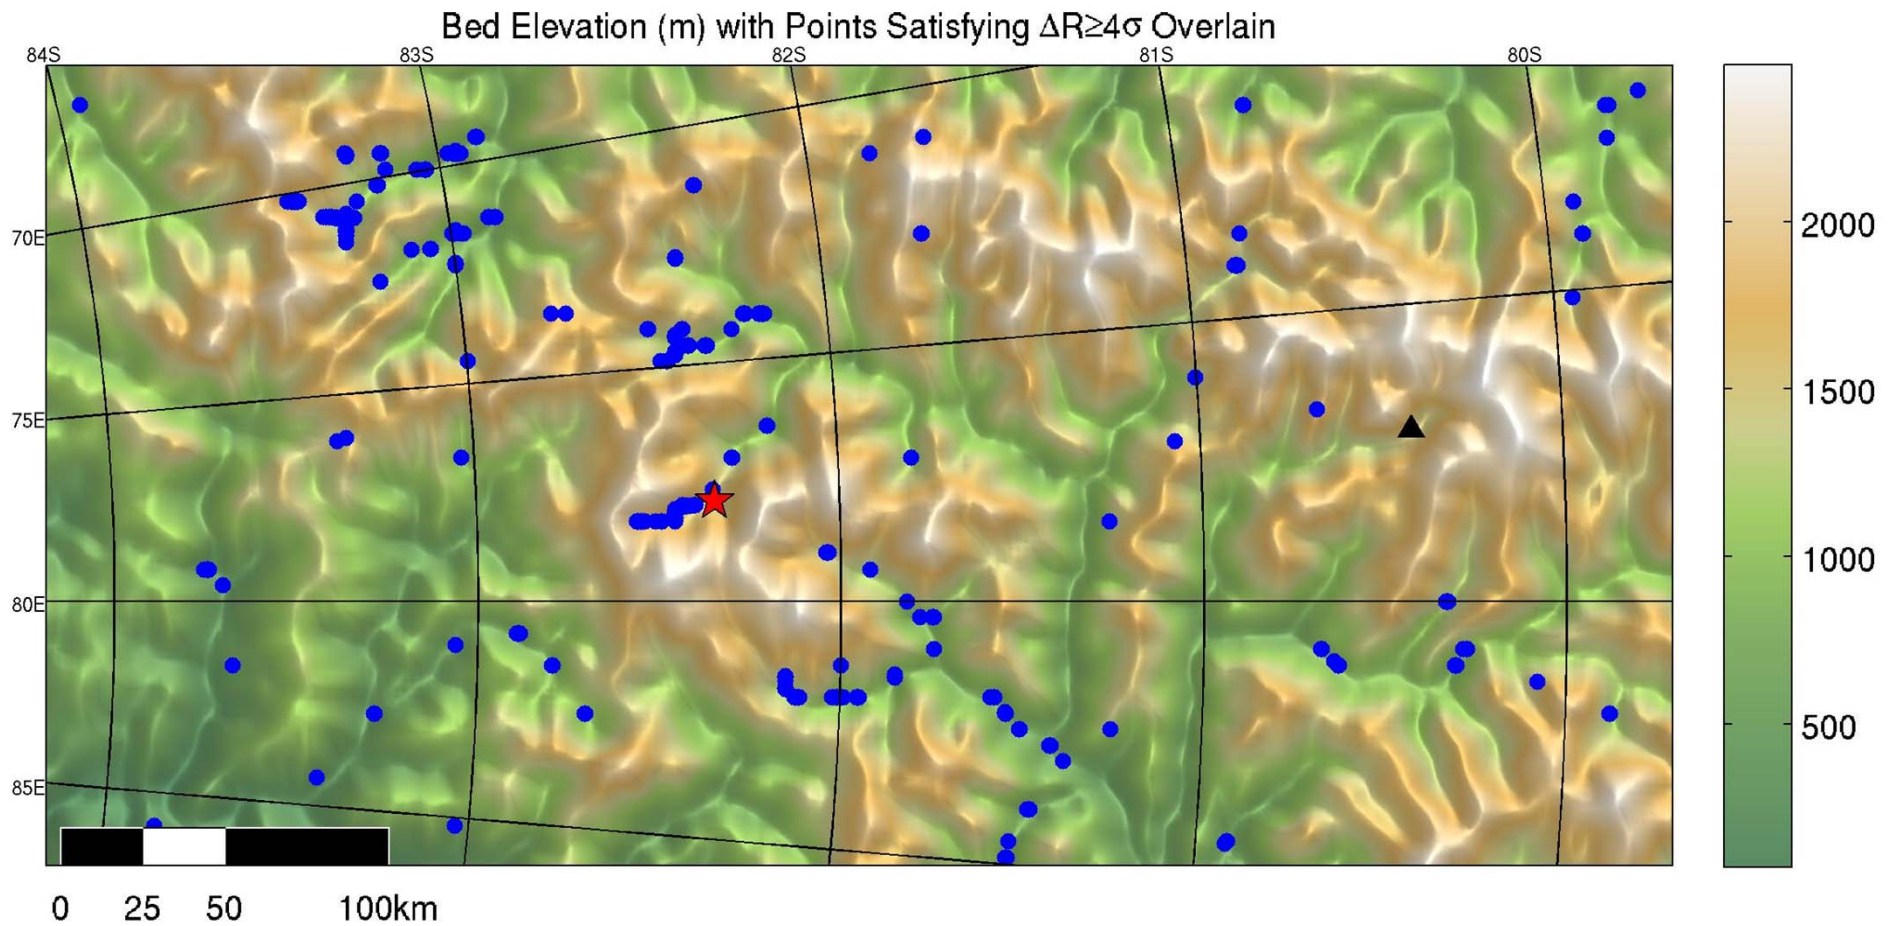 Bed Elevation (m) with Points Satisfying ΔR≥4σ Overlain
84S 83S 82S 81S 80S
70E
75E
80E
85E
2000
1500
1000
500
0 25 50 100km